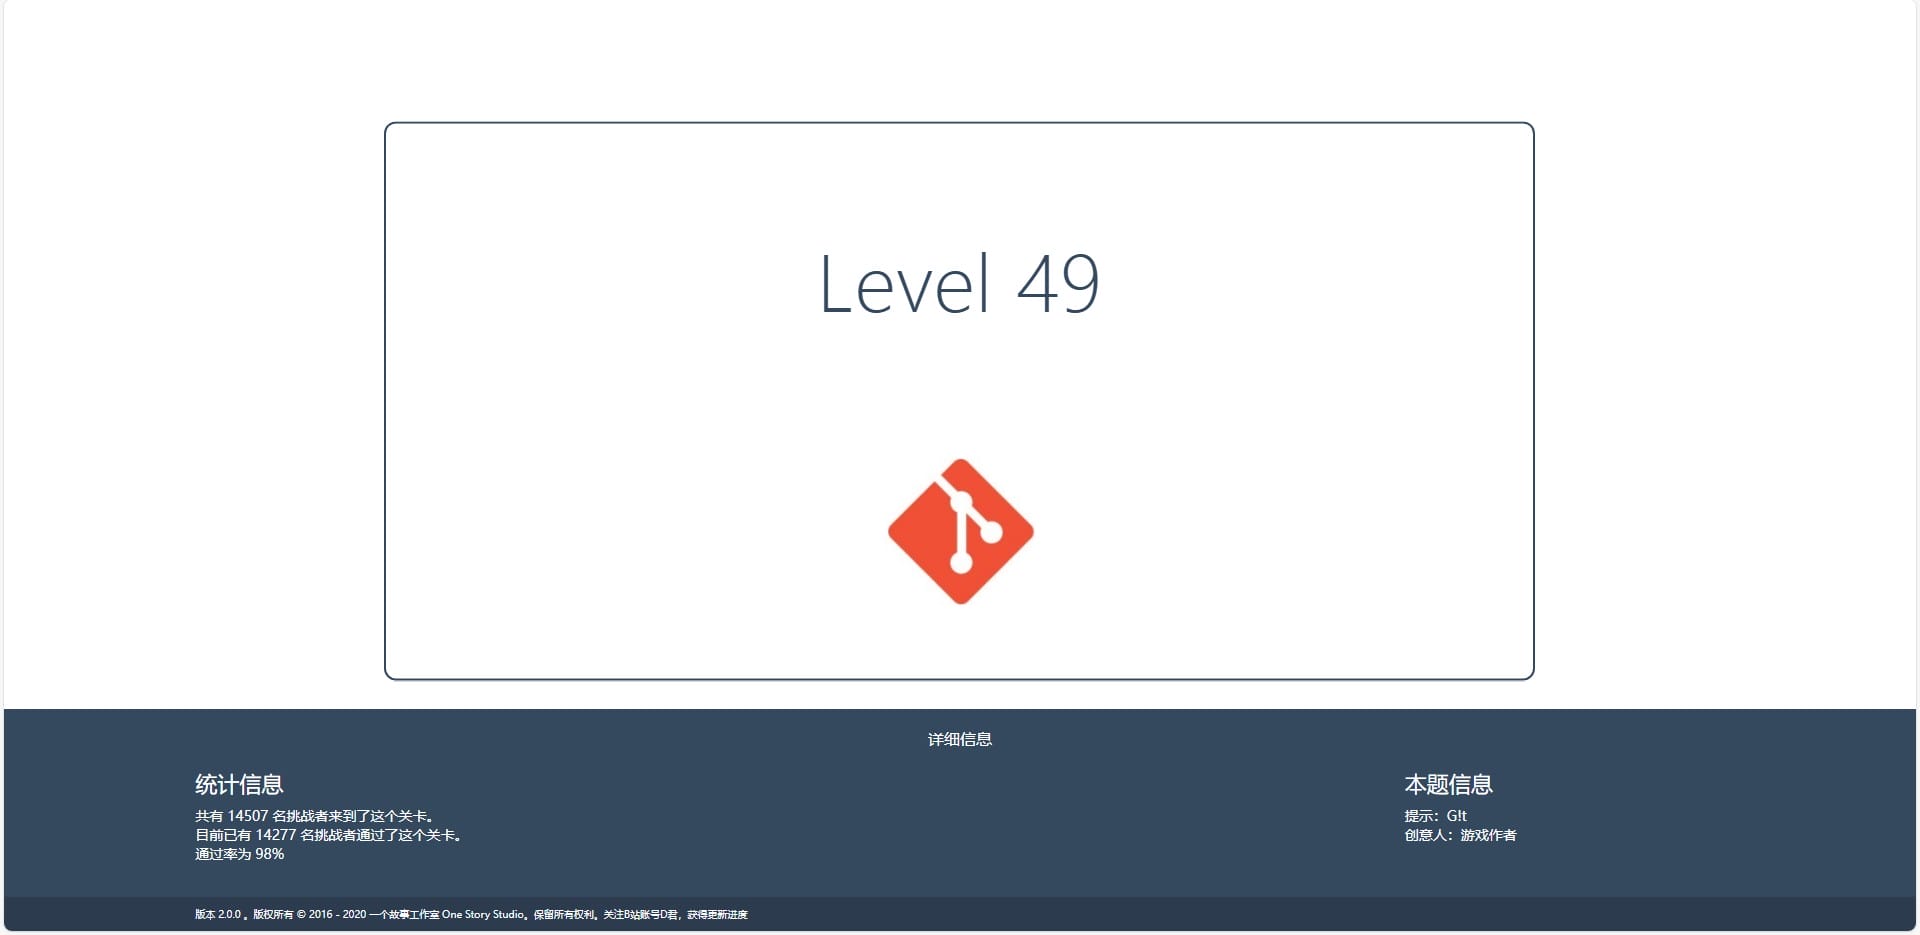 Level 49
详细信息
统计信息
共有 14507 名挑战者来到了这个关卡。
目前已有 14277 名挑战者通过了这个关卡。
通过率为 98%
本题信息
提示：G!t
创意人：游戏作者
版本 2.0.0 。版权所有 © 2016 - 2020 一个故事工作室 One Story Studio。保留所有权利。关注B站账号D君，获得更新进度